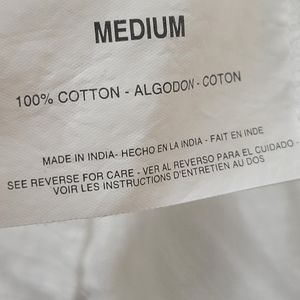 MEDIUM
100% COTTON - ALGODON - COTON
MADE IN INDIA- HECHO EN LA INDIA - FAIT EN INDE
SEE REVERSE FOR CARE - VER AL REVERSO PARA EL CUIDADO -
VOIR LES INSTRUCTIONS D'ENTRETIEN AU DOS